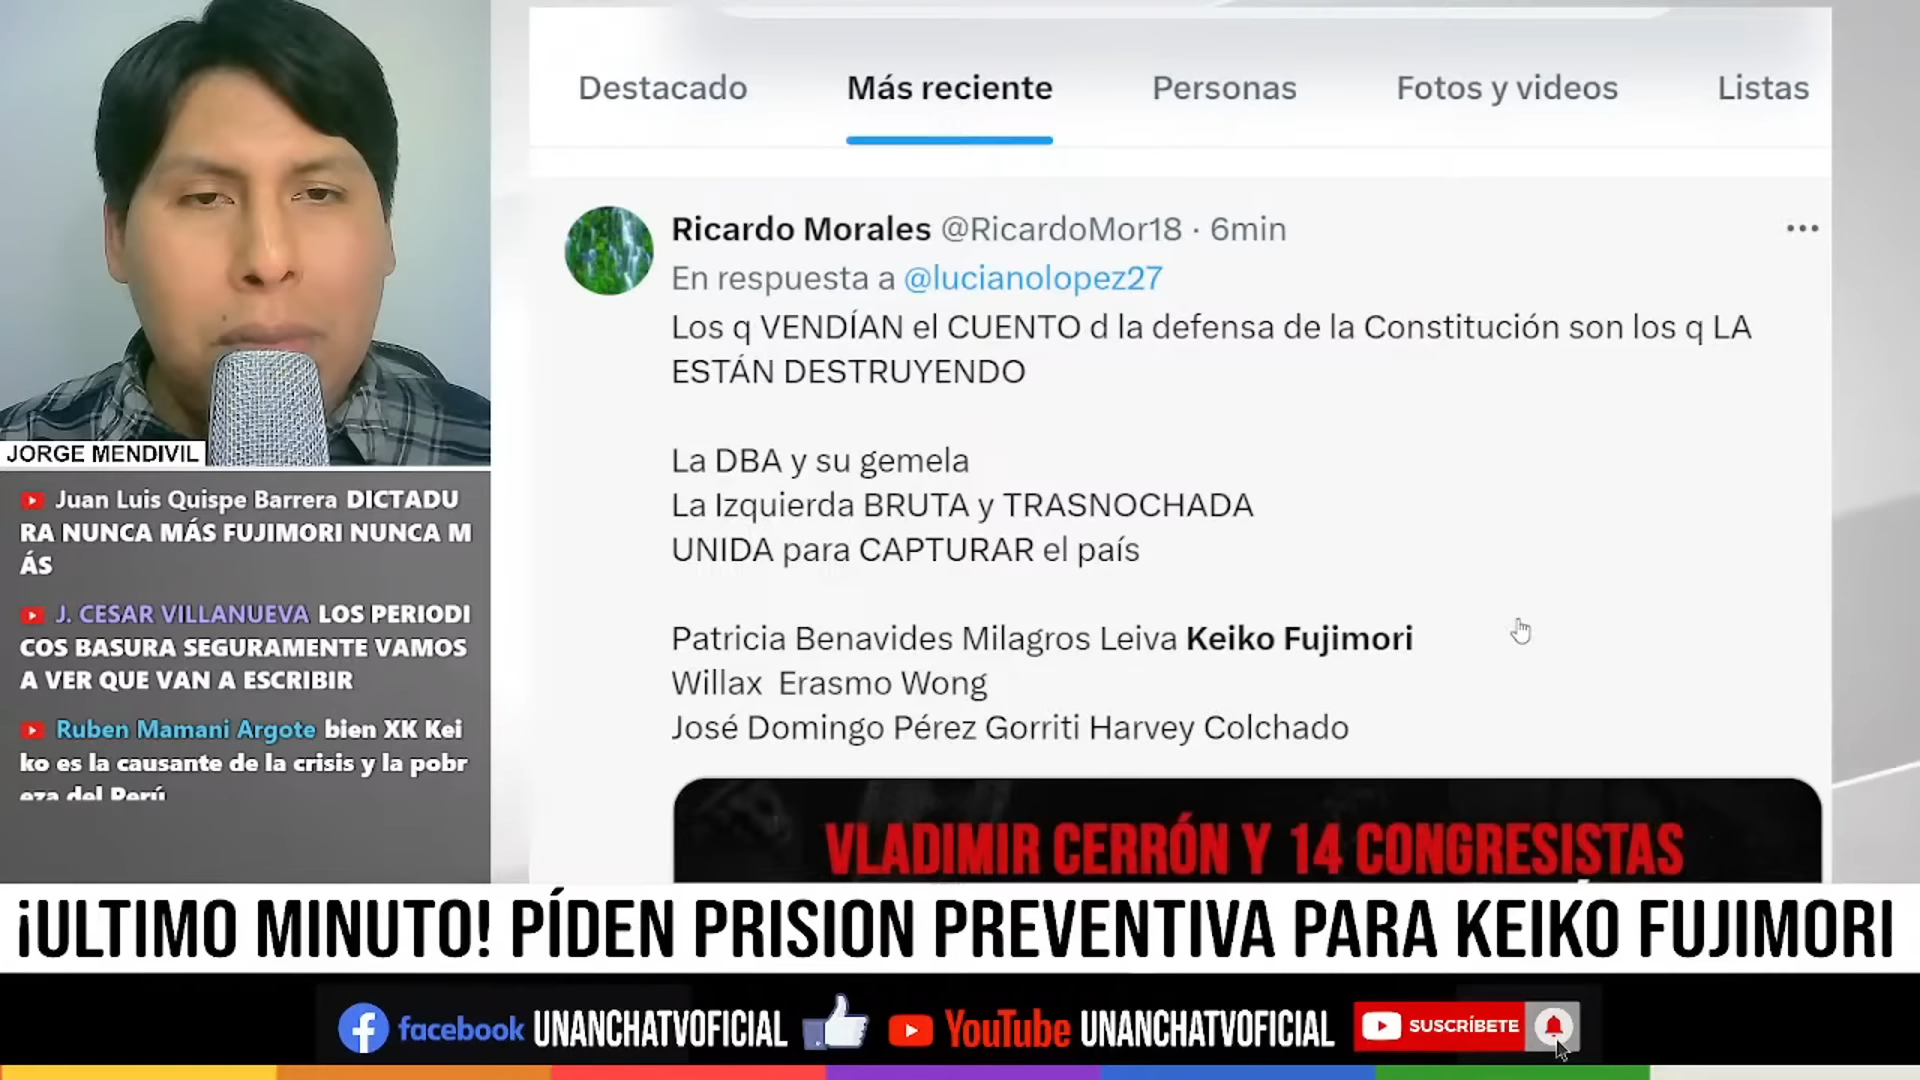 Destacado
Más reciente
Personas
Fotos y videos
Listas
Ricardo Morales @RicardoMor18 · 6min
En respuesta a @lucianolopez27
Los q VENDÍAN el CUENTO d la defensa de la Constitución son los q LA
ESTÁN DESTRUYENDO
La DBA y su gemela
La Izquierda BRUTA y TRASNOCHADA
UNIDA para CAPTURAR el país
Patricia Benavides Milagros Leiva Keiko Fujimori
Willax Erasmo Wong
José Domingo Pérez Gorriti Harvey Colchado
VLADIMIR CERRÓN Y 14 CONGRESISTAS
JORGE MENDIVIL
Juan Luis Quispe Barrera DICTADU
RA NUNCA MÁS FUJIMORI NUNCA M
ÁS
J. CESAR VILLANUEVA LOS PERIODI
COS BASURA SEGURAMENTE VAMOS
A VER QUE VAN A ESCRIBIR
Ruben Mamani Argote bien XK Kei
ko es la causante de la crisis y la pobr
eza del Perú
¡ULTIMO MINUTO! PÍDEN PRISION PREVENTIVA PARA KEIKO FUJIMORI
facebook UNANCHATVOFICIAL YouTube UNANCHATVOFICIAL SUSCRÍBETE